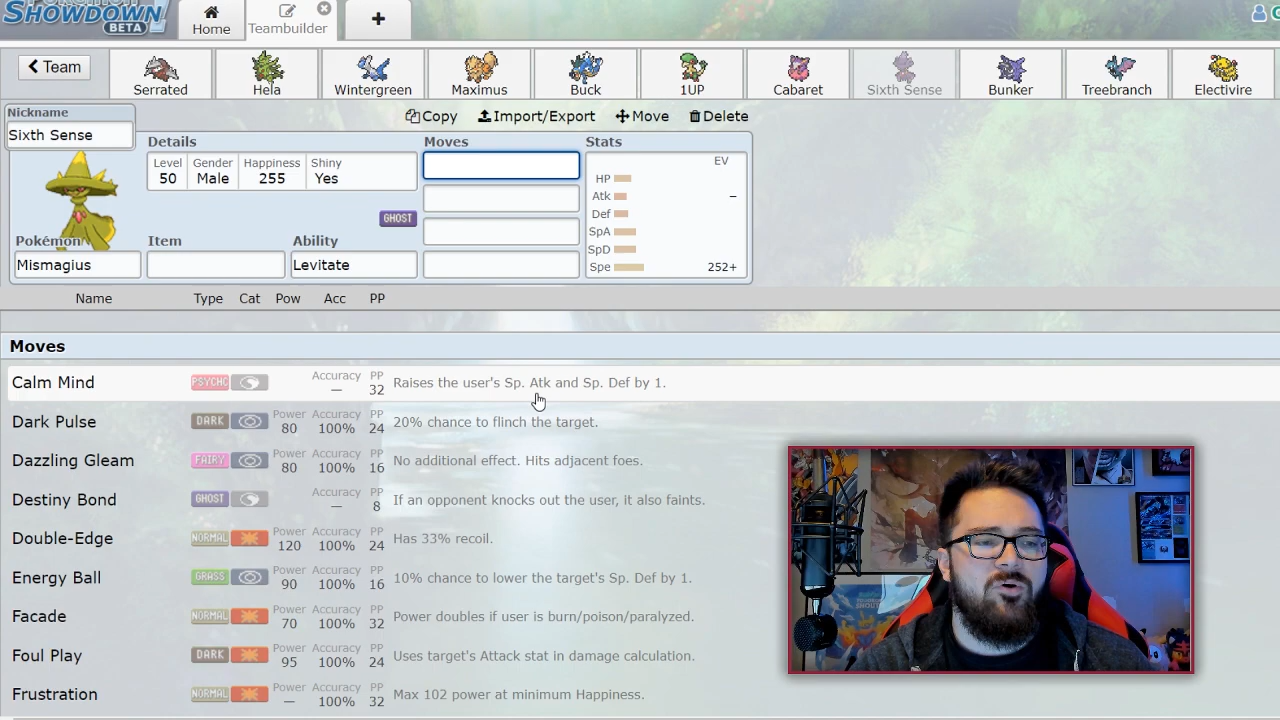 Pokémon
SHOWDOWN
BETA
Home
Teambuilder
+
Team
Serrated
Hela
Wintergreen
Maximus
Buck
1UP
Cabaret
Sixth Sense
Bunker
Treebranch
Electivire
Nickname
Sixth Sense
Copy Import/Export Move Delete
Details
Level Gender Happiness Shiny
50 Male 255 Yes
GHOST
Pokémon Item Ability
Mismagius Levitate
Moves
Stats
EV
HP
Atk –
Def
SpA
SpD
Spe 252+
Name Type Cat Pow Acc PP
Moves
Calm Mind PSYCHC Accuracy — PP 32 Raises the user's Sp. Atk and Sp. Def by 1.
Dark Pulse DARK Power 80 Accuracy 100% PP 24 20% chance to flinch the target.
Dazzling Gleam FAIRY Power 80 Accuracy 100% PP 16 No additional effect. Hits adjacent foes.
Destiny Bond GHOST Accuracy — PP 8 If an opponent knocks out the user, it also faints.
Double-Edge NORMAL Power 120 Accuracy 100% PP 24 Has 33% recoil.
Energy Ball GRASS Power 90 Accuracy 100% PP 16 10% chance to lower the target's Sp. Def by 1.
Facade NORMAL Power 70 Accuracy 100% PP 32 Power doubles if user is burn/poison/paralyzed.
Foul Play DARK Power 95 Accuracy 100% PP 24 Uses target's Attack stat in damage calculation.
Frustration NORMAL Power — Accuracy 100% PP 32 Max 102 power at minimum Happiness.